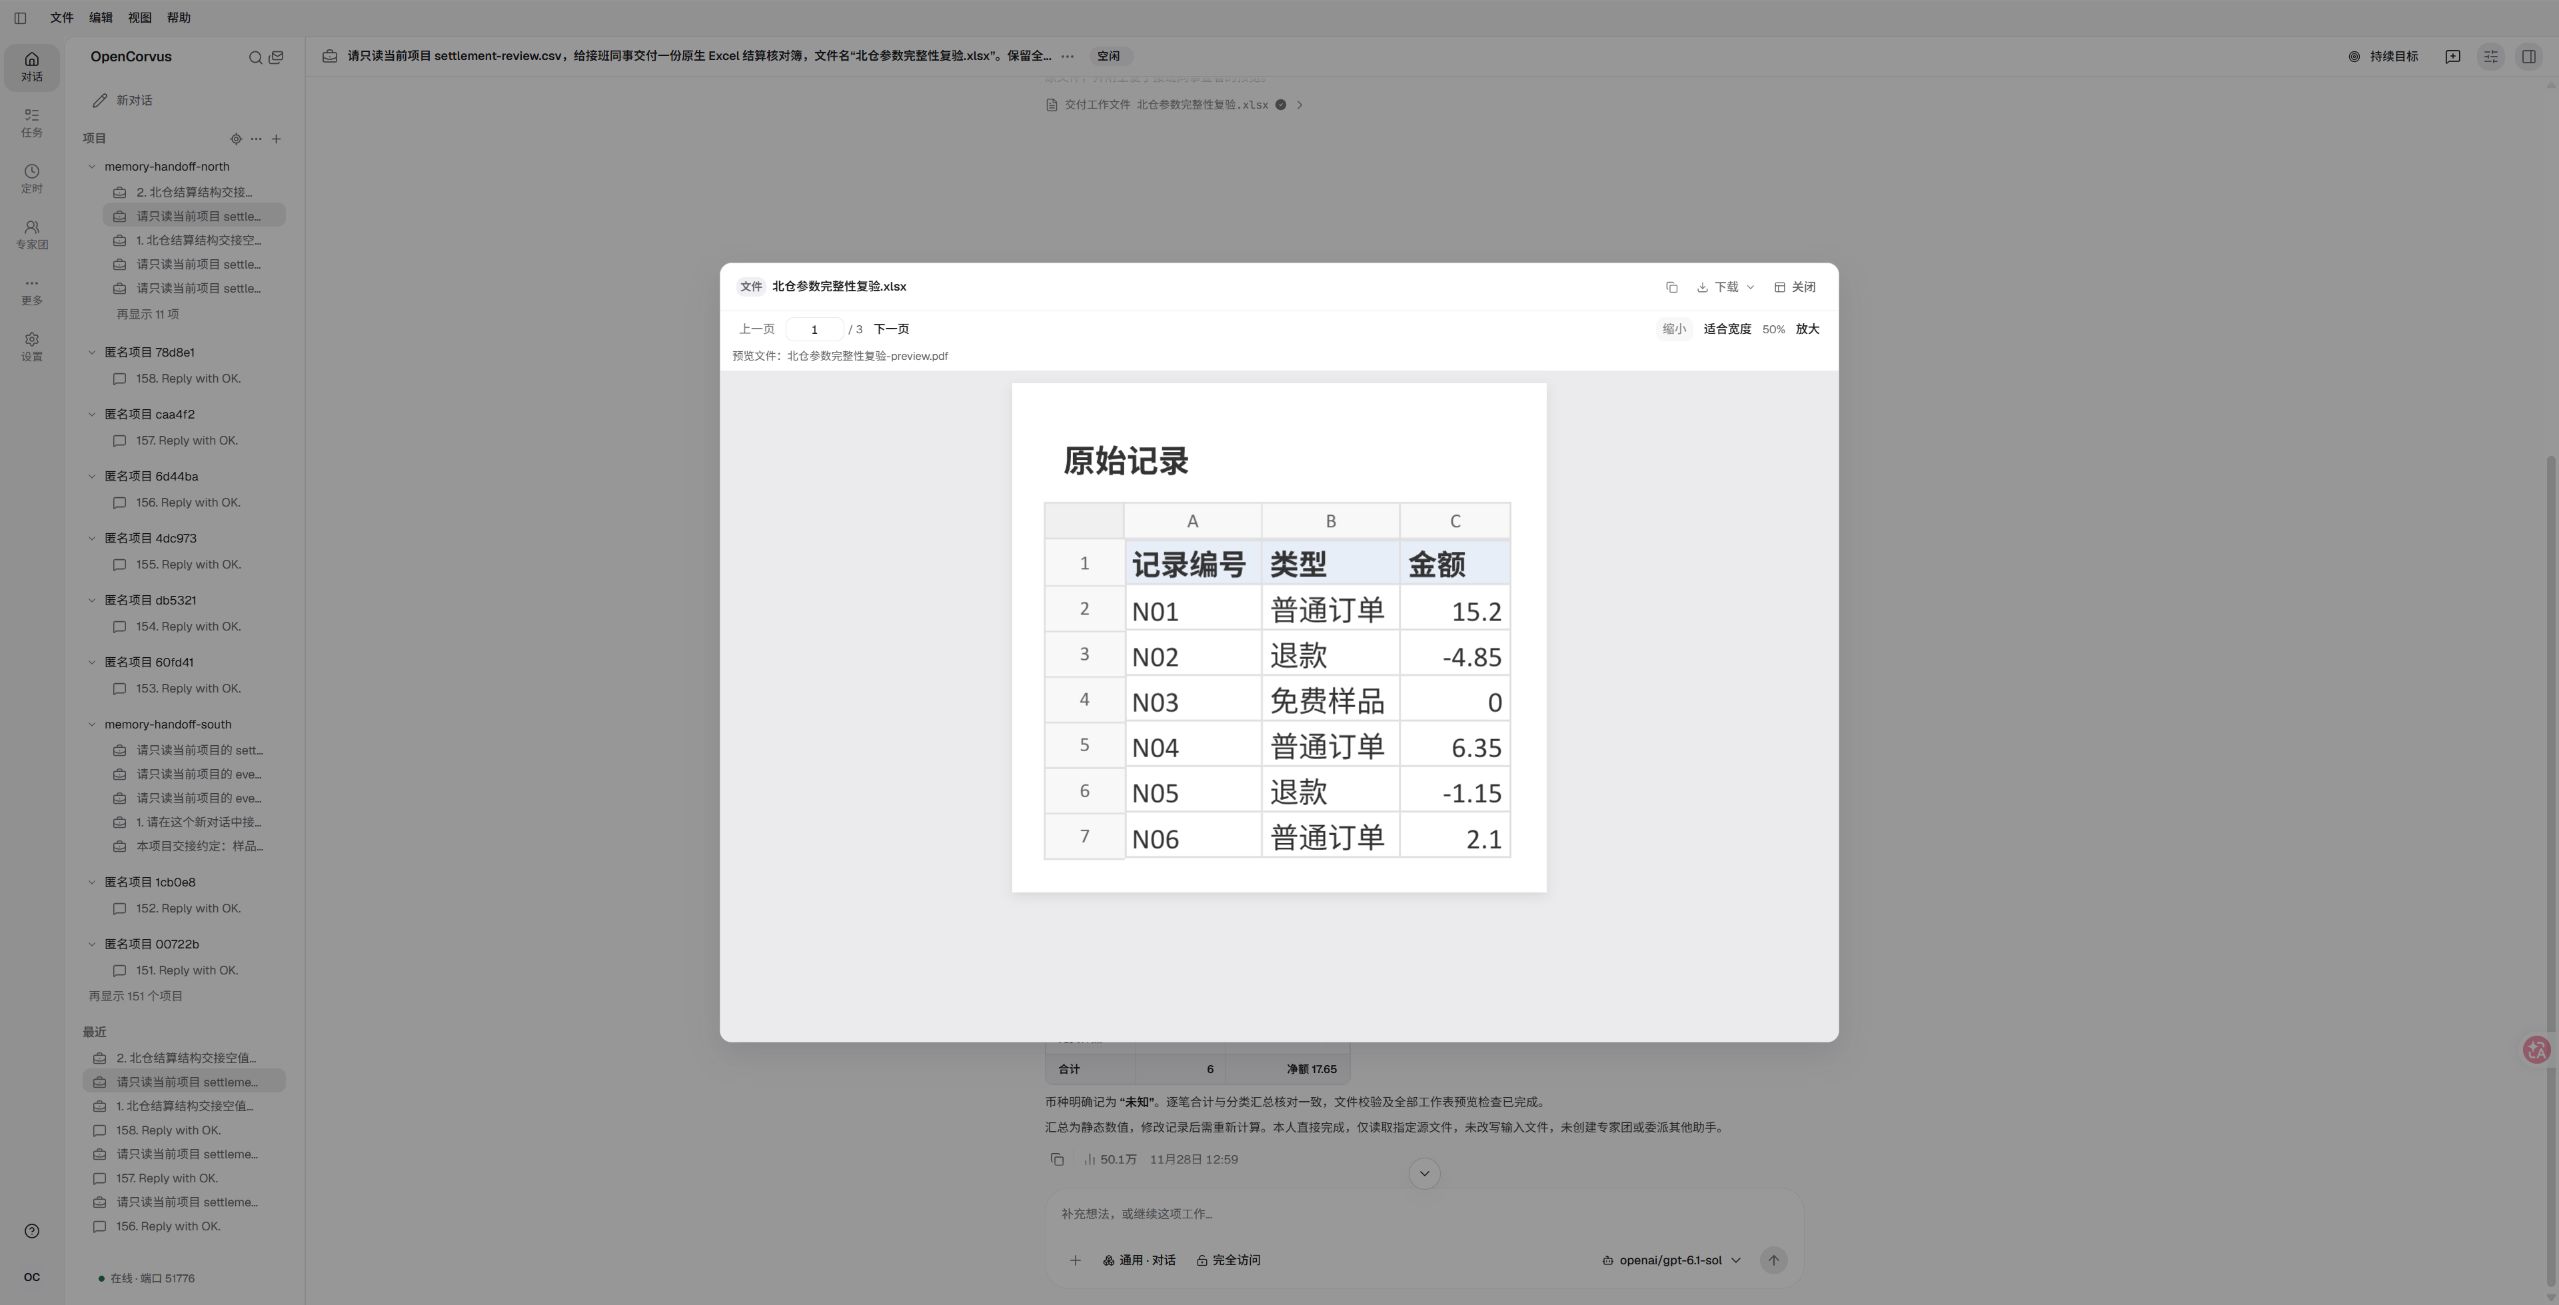 文件 编辑 视图 帮助
对话
任务
定时
专家团
更多
设置
OC
OpenCorvus
新对话
项目
memory-handoff-north
2. 北仓结算结构交接...
请只读当前项目 settle...
1. 北仓结算结构交接空...
请只读当前项目 settle...
请只读当前项目 settle...
再显示 11 项
匿名项目 78d8e1
158. Reply with OK.
匿名项目 caa4f2
157. Reply with OK.
匿名项目 6d44ba
156. Reply with OK.
匿名项目 4dc973
155. Reply with OK.
匿名项目 db5321
154. Reply with OK.
匿名项目 60fd41
153. Reply with OK.
memory-handoff-south
请只读当前项目的 sett...
请只读当前项目的 eve...
请只读当前项目的 eve...
1. 请在这个新对话中接...
本项目交接约定：样品...
匿名项目 1cb0e8
152. Reply with OK.
匿名项目 00722b
151. Reply with OK.
再显示 151 个项目
最近
2. 北仓结算结构交接空值...
请只读当前项目 settleme...
1. 北仓结算结构交接空值...
158. Reply with OK.
请只读当前项目 settleme...
157. Reply with OK.
请只读当前项目 settleme...
156. Reply with OK.
在线 · 端口 51776
请只读当前项目 settlement-review.csv，给接班同事交付一份原生 Excel 结算核对簿，文件名“北仓参数完整性复验.xlsx”。保留全... ... 空闲
持续目标
交付工作文件 北仓参数完整性复验.xlsx
文件 北仓参数完整性复验.xlsx
下载 关闭
上一页 1 / 3 下一页
缩小 适合宽度 50% 放大
预览文件：北仓参数完整性复验-preview.pdf
原始记录
A B C
1 记录编号 类型 金额
2 N01 普通订单 15.2
3 N02 退款 -4.85
4 N03 免费样品 0
5 N04 普通订单 6.35
6 N05 退款 -1.15
7 N06 普通订单 2.1
合计 6 净额 17.65
币种明确记为 “未知”。逐笔合计与分类汇总核对一致，文件校验及全部工作表预览检查已完成。
汇总为静态数值，修改记录后需重新计算。本人直接完成，仅读取指定源文件，未改写输入文件，未创建专家团或委派其他助手。
50.1万 11月28日 12:59
补充想法，或继续这项工作...
通用 · 对话 完全访问
openai/gpt-6.1-sol